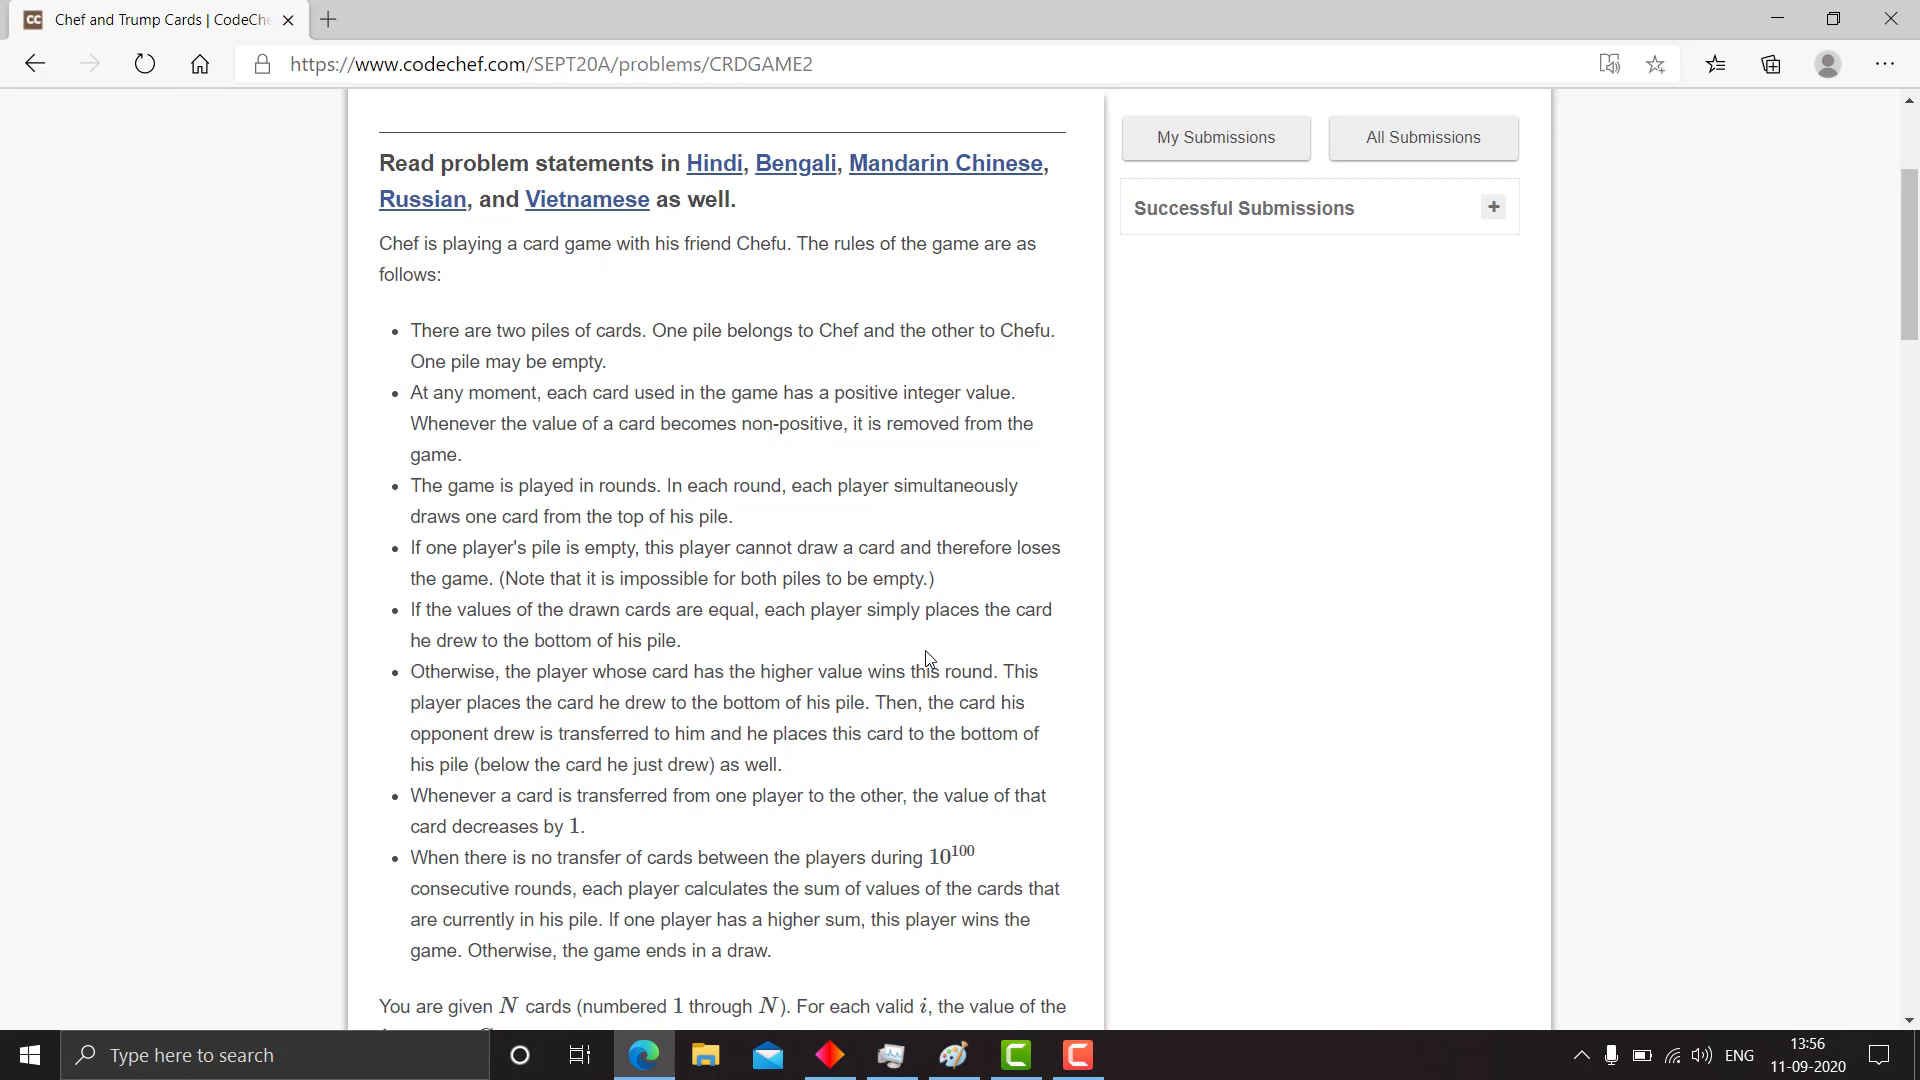 Chef and Trump Cards | CodeChe
https://www.codechef.com/SEPT20A/problems/CRDGAME2
My Submissions
All Submissions
Successful Submissions
+
Read problem statements in Hindi, Bengali, Mandarin Chinese,
Russian, and Vietnamese as well.
Chef is playing a card game with his friend Chefu. The rules of the game are as
follows:
• There are two piles of cards. One pile belongs to Chef and the other to Chefu.
One pile may be empty.
• At any moment, each card used in the game has a positive integer value.
Whenever the value of a card becomes non-positive, it is removed from the
game.
• The game is played in rounds. In each round, each player simultaneously
draws one card from the top of his pile.
• If one player's pile is empty, this player cannot draw a card and therefore loses
the game. (Note that it is impossible for both piles to be empty.)
• If the values of the drawn cards are equal, each player simply places the card
he drew to the bottom of his pile.
• Otherwise, the player whose card has the higher value wins this round. This
player places the card he drew to the bottom of his pile. Then, the card his
opponent drew is transferred to him and he places this card to the bottom of
his pile (below the card he just drew) as well.
• Whenever a card is transferred from one player to the other, the value of that
card decreases by 1.
• When there is no transfer of cards between the players during 10^100
consecutive rounds, each player calculates the sum of values of the cards that
are currently in his pile. If one player has a higher sum, this player wins the
game. Otherwise, the game ends in a draw.
You are given N cards (numbered 1 through N). For each valid i, the value of the
Type here to search
ENG
13:56
11-09-2020